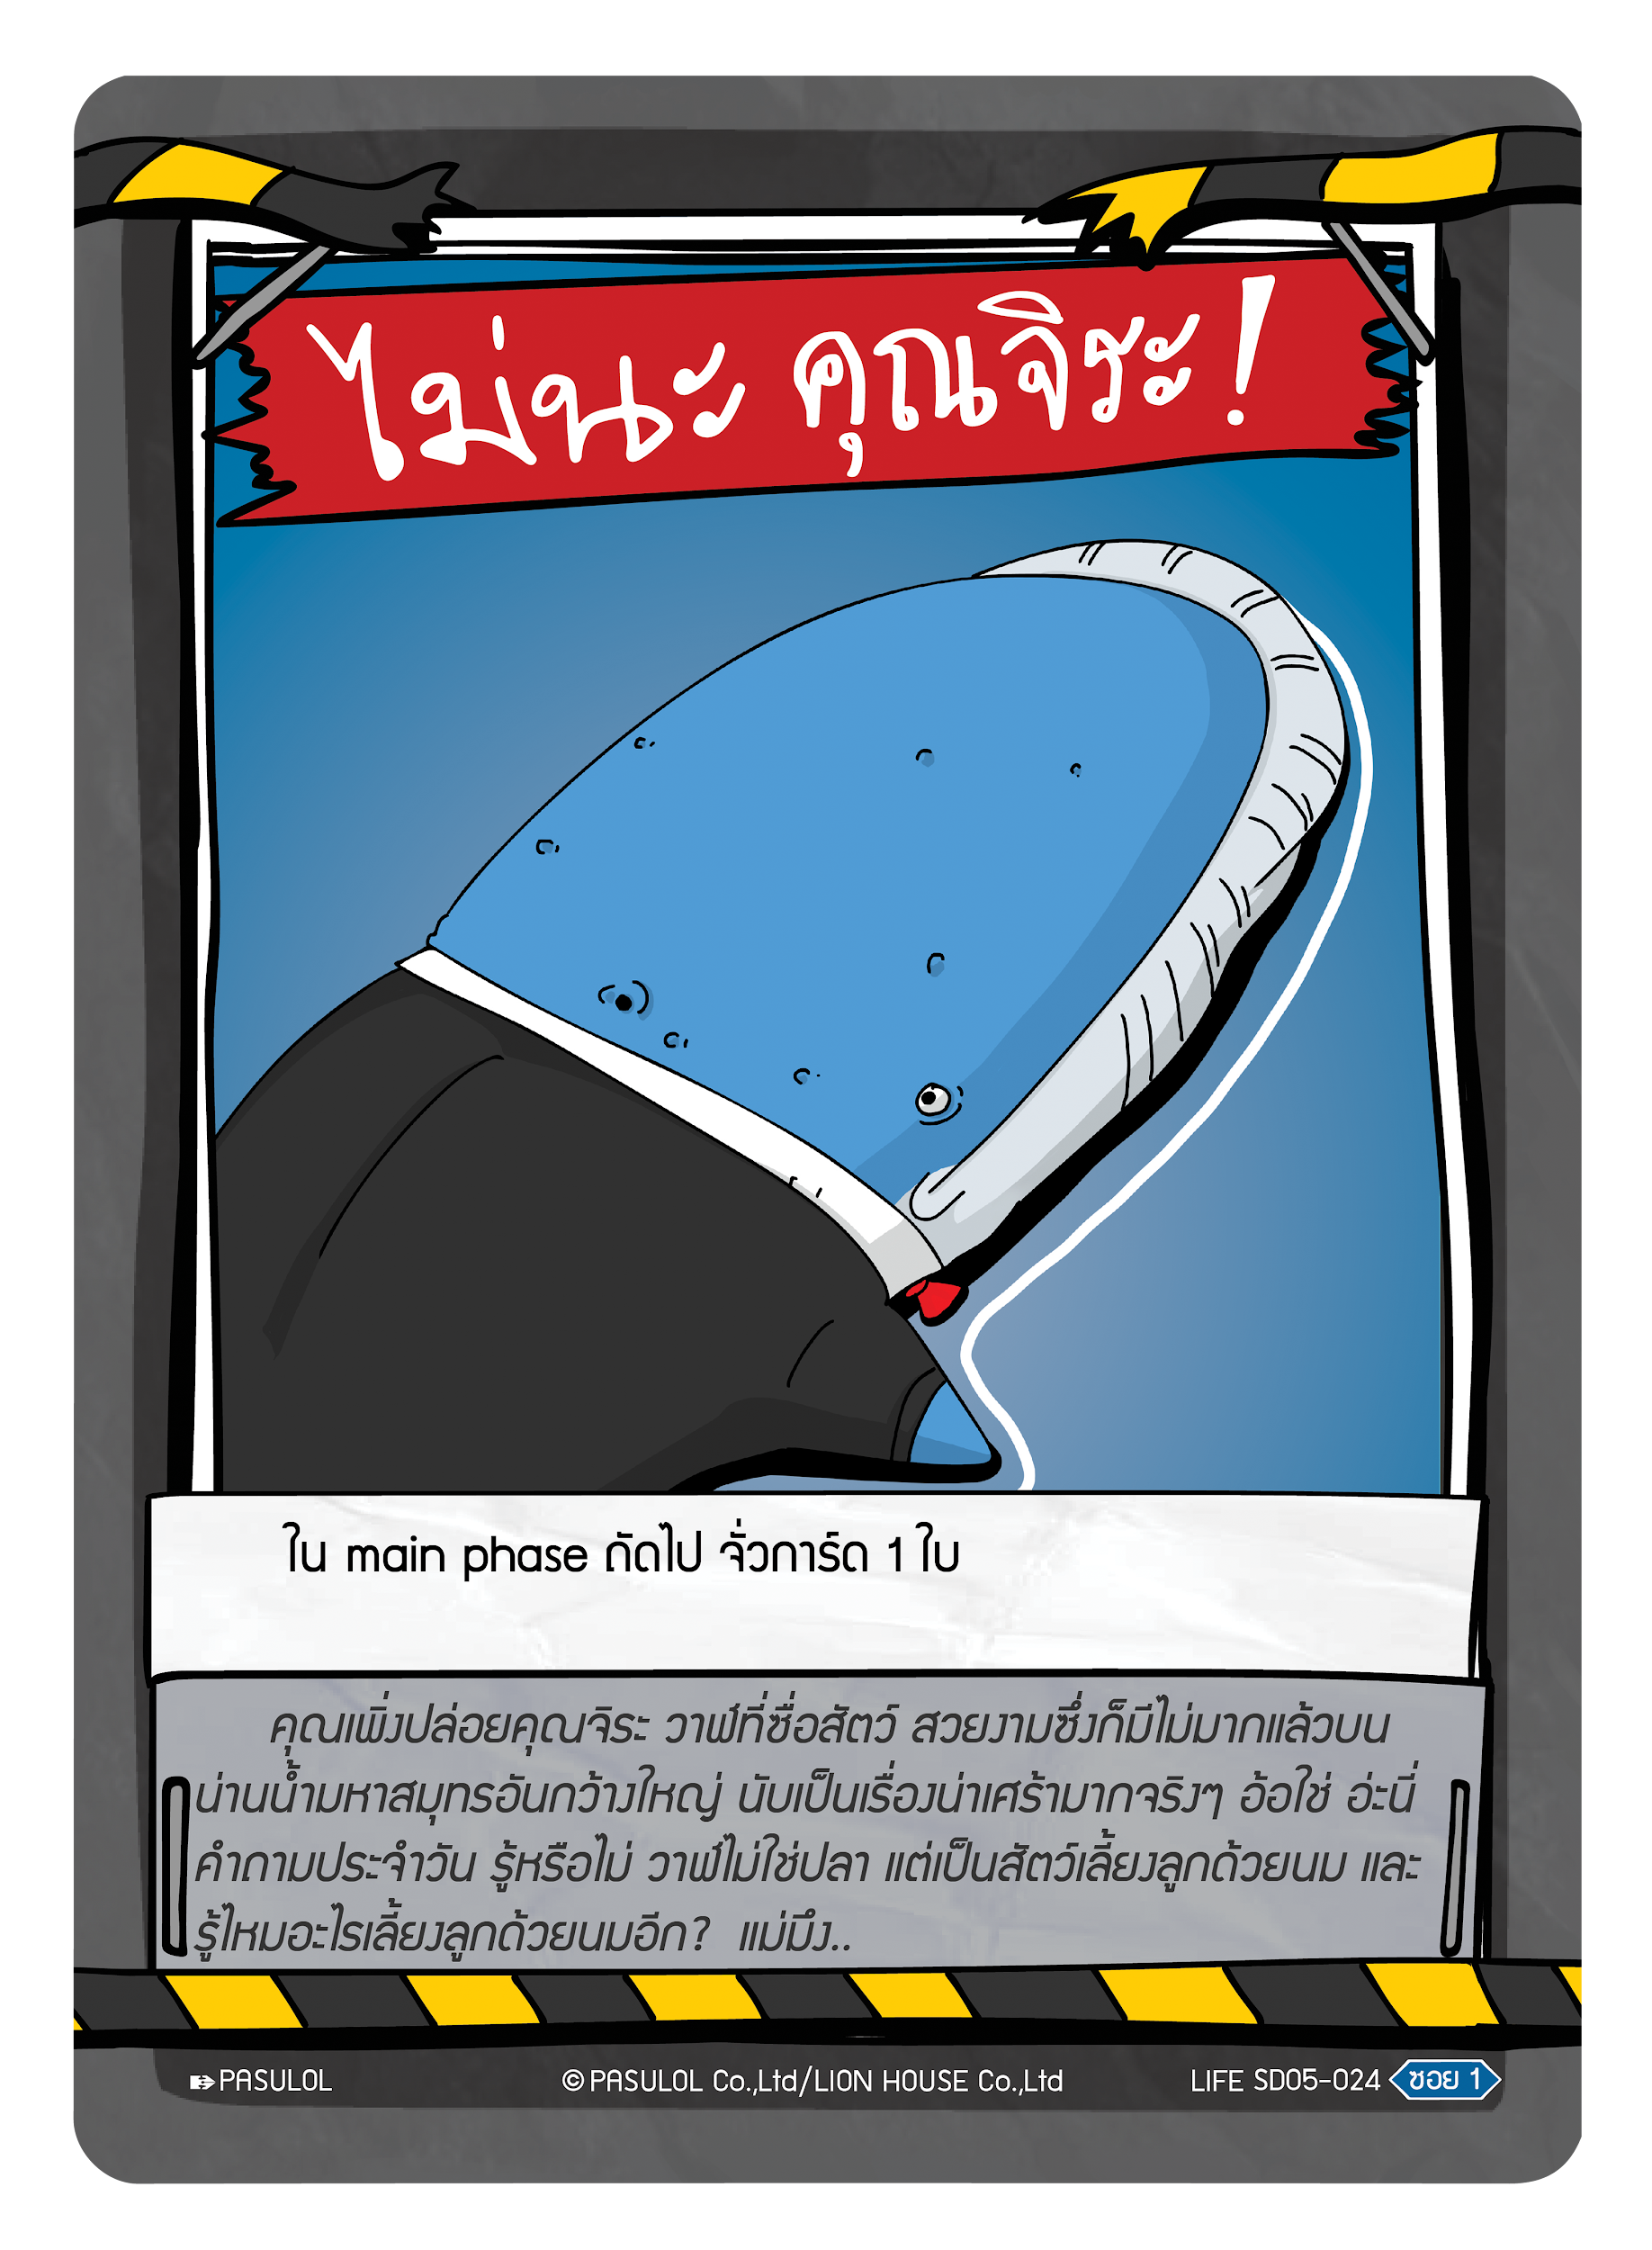 ไม่นะ คุณจิระ!
ใน main phase ถัดไป จั่วการ์ด 1 ใบ
คุณเพิ่งปล่อยคุณจิระ วาฬที่ซื่อสัตว์ สวยงามซึ่งก็มีไม่มากแล้วบน
น่านน้ำมหาสมุทรอันกว้างใหญ่ นับเป็นเรื่องน่าเศร้ามากจริงๆ อ้อใช่ อ่ะนี่
คำถามประจำวัน รู้หรือไม่ วาฬไม่ใช่ปลา แต่เป็นสัตว์เลี้ยงลูกด้วยนม และ
รู้ไหมอะไรเลี้ยงลูกด้วยนมอีก? แม่มึง..
PASULOL ©PASULOL Co.,Ltd/LION HOUSE Co.,Ltd LIFE SD05-024 ซอย 1